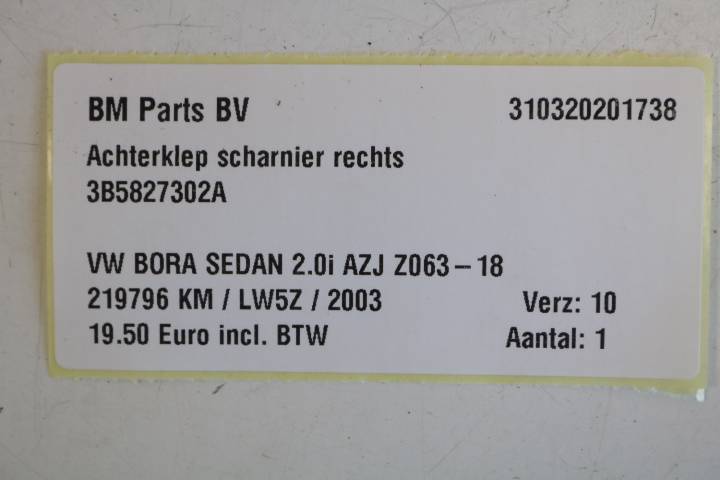 BM Parts BV 310320201738
Achterklep scharnier rechts
3B5827302A
VW BORA SEDAN 2.0i AZJ Z063-18
219796 KM / LW5Z / 2003 Verz: 10
19.50 Euro incl. BTW Aantal: 1